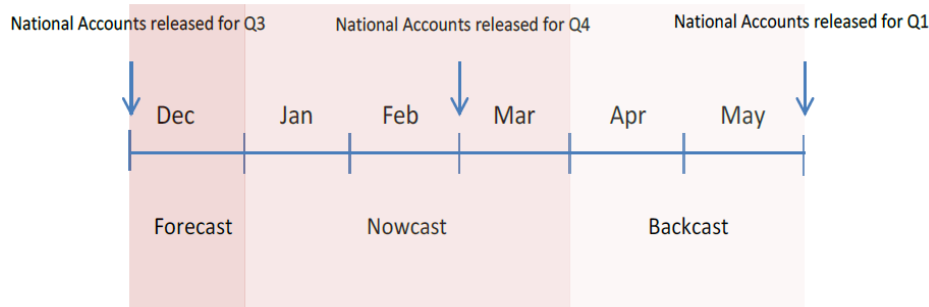 National Accounts released for Q3
National Accounts released for Q4
National Accounts released for Q1
Dec
Jan
Feb
Mar
Apr
May
Forecast
Nowcast
Backcast